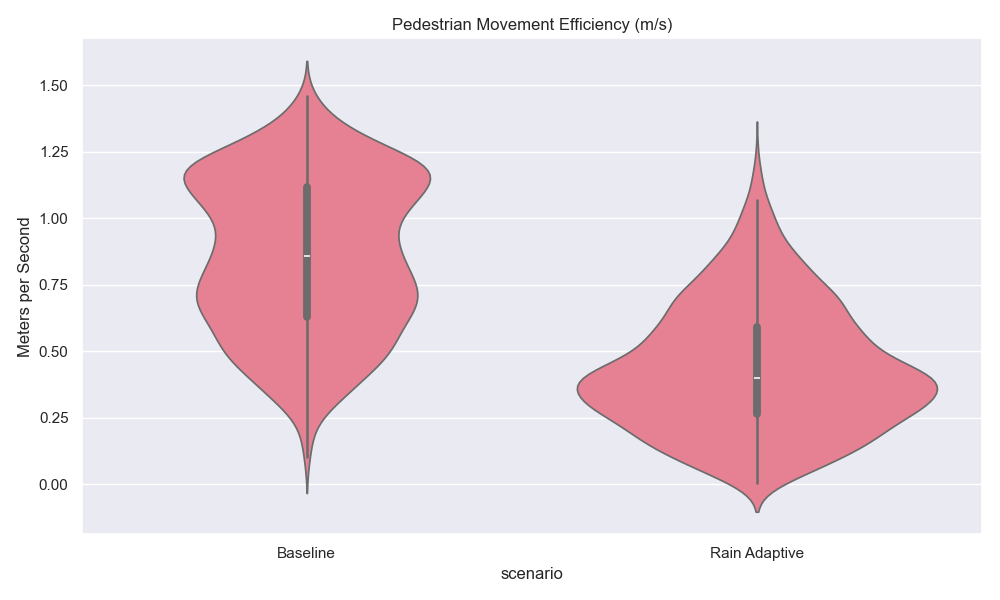 Pedestrian Movement Efficiency (m/s)
Meters per Second
1.50
1.25
1.00
0.75
0.50
0.25
0.00
Baseline
Rain Adaptive
scenario